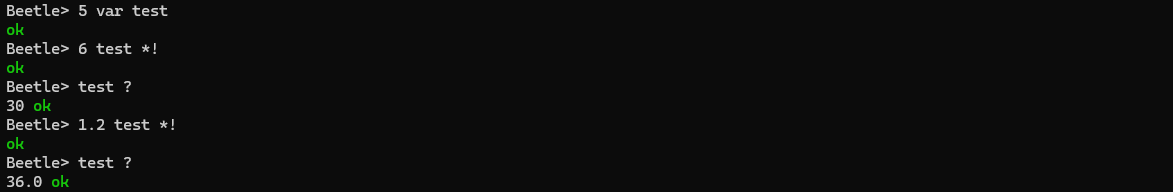 Beetle> 5 var test
ok
Beetle> 6 test *!
ok
Beetle> test ?
30 ok
Beetle> 1.2 test *!
ok
Beetle> test ?
36.0 ok